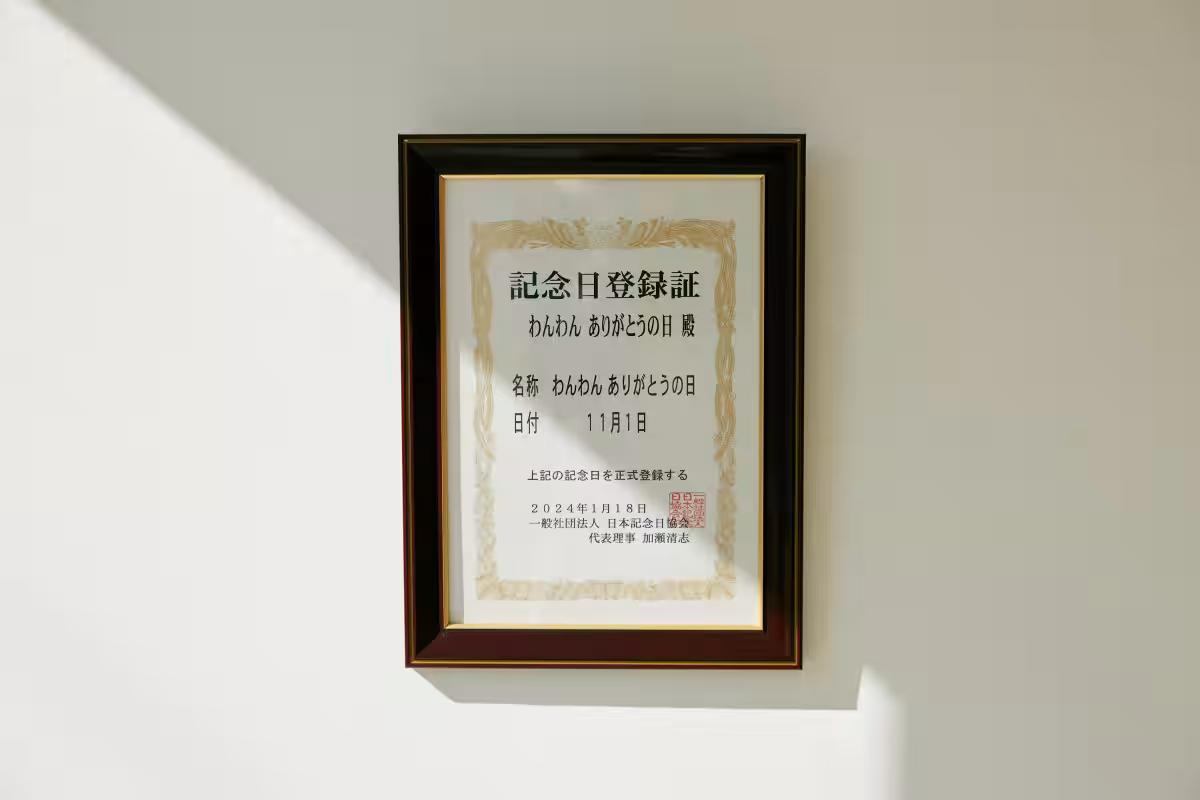 記念日登録証
わんわん ありがとうの日 殿
名称 わんわん ありがとうの日
日付 11月1日
上記の記念日を正式登録する
2024年1月18日
一般社団法人 日本記念日協会
代表理事 加瀬清志